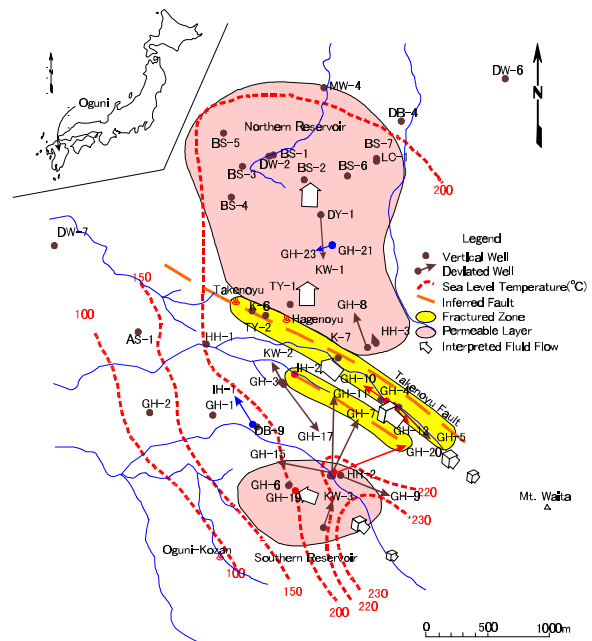 Oguni
N
DW-6
MW-4
DB-4
Northern Reservoir
BS-5
BS-7
BS-1
LC-1
DW-2
BS-2
BS-6
BS-3
200
BS-4
DY-1
DW-7
GH-21
GH-23
KW-1
Legend
Vertical Well
Deviated Well
Sea Level Temperature(°C)
Inferred Fault
Fractured Zone
Permeable Layer
Interpreted Fluid Flow
150
TY-1
Takenoyu
100
K-6
GH-8
Hagenoyu
TY-2
AS-1
HH-1
K-7
HH-3
KW-2
IH-2
Takenoyu Fault
GH-10
GH-3
GH-11
GH-4
IH-1
GH-2
GH-1
GH-7
DB-9
GH-17
GH-12
GH-5
GH-20
GH-15
HH-2
GH-6
220
GH-19
KW-3
GH-9
230
Mt. Waita
Oguni-Kozan
Southern Reservoir
100
150
230
200
220
0 500 1000m